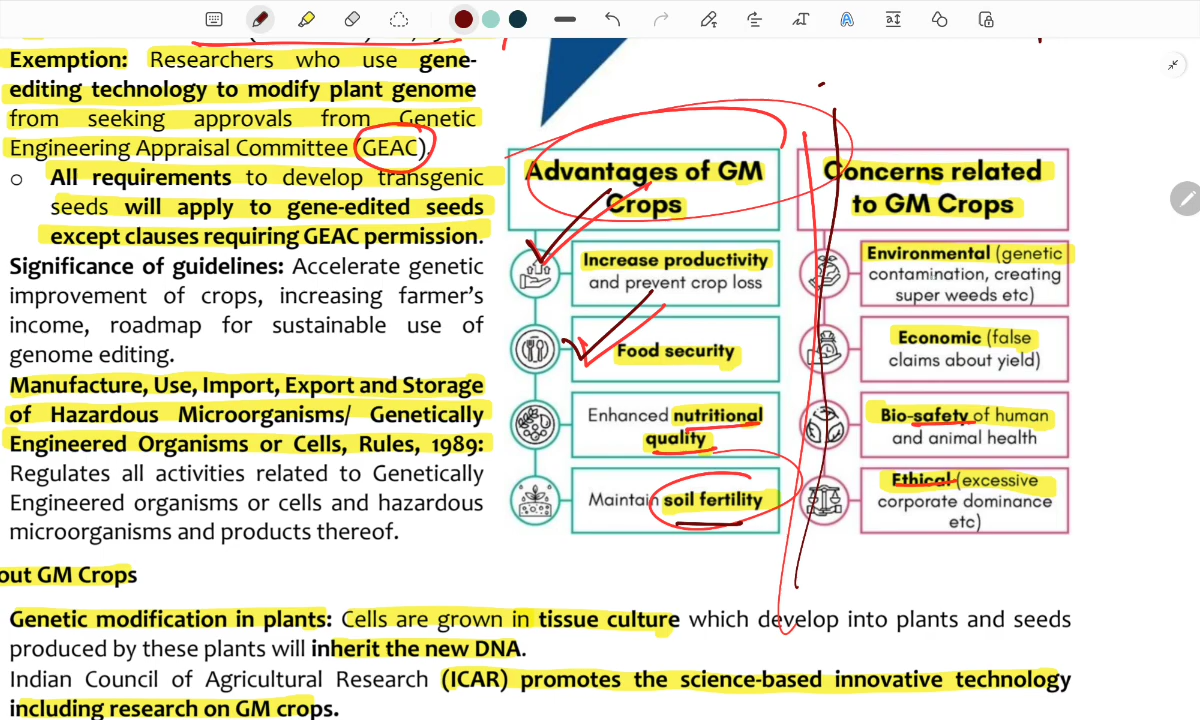 Exemption: Researchers who use gene-
editing technology to modify plant genome
from seeking approvals from Genetic
Engineering Appraisal Committee (GEAC).
o All requirements to develop transgenic
seeds will apply to gene-edited seeds
except clauses requiring GEAC permission.
Significance of guidelines: Accelerate genetic
improvement of crops, increasing farmer's
income, roadmap for sustainable use of
genome editing.
Manufacture, Use, Import, Export and Storage
of Hazardous Microorganisms/ Genetically
Engineered Organisms or Cells, Rules, 1989:
Regulates all activities related to Genetically
Engineered organisms or cells and hazardous
microorganisms and products thereof.
Advantages of GM
Crops
Increase productivity
and prevent crop loss
Food security
Enhanced nutritional
quality
Maintain soil fertility
Concerns related
to GM Crops
Environmental (genetic
contamination, creating
super weeds etc)
Economic (false
claims about yield)
Bio-safety of human
and animal health
Ethical (excessive
corporate dominance
etc)
out GM Crops
Genetic modification in plants: Cells are grown in tissue culture which develop into plants and seeds
produced by these plants will inherit the new DNA.
Indian Council of Agricultural Research (ICAR) promotes the science-based innovative technology
including research on GM crops.